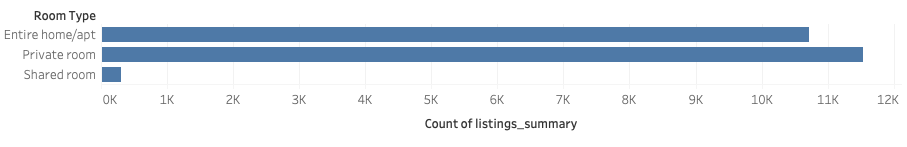 Room Type
Entire home/apt
Private room
Shared room
0K 1K 2K 3K 4K 5K 6K 7K 8K 9K 10K 11K 12K
Count of listings_summary